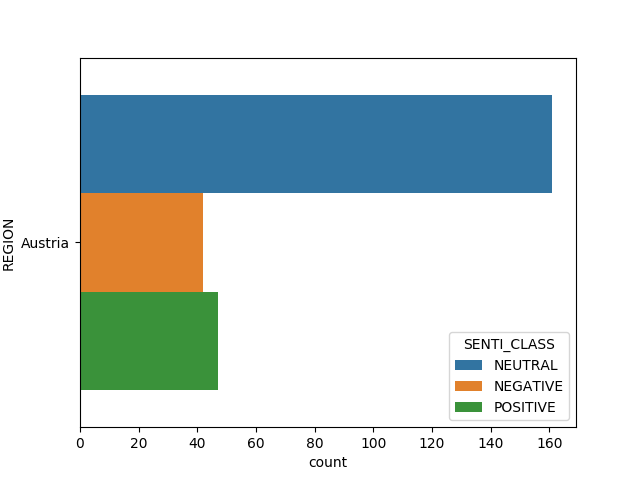 REGION
Austria
SENTI_CLASS
NEUTRAL
NEGATIVE
POSITIVE
0 20 40 60 80 100 120 140 160
count